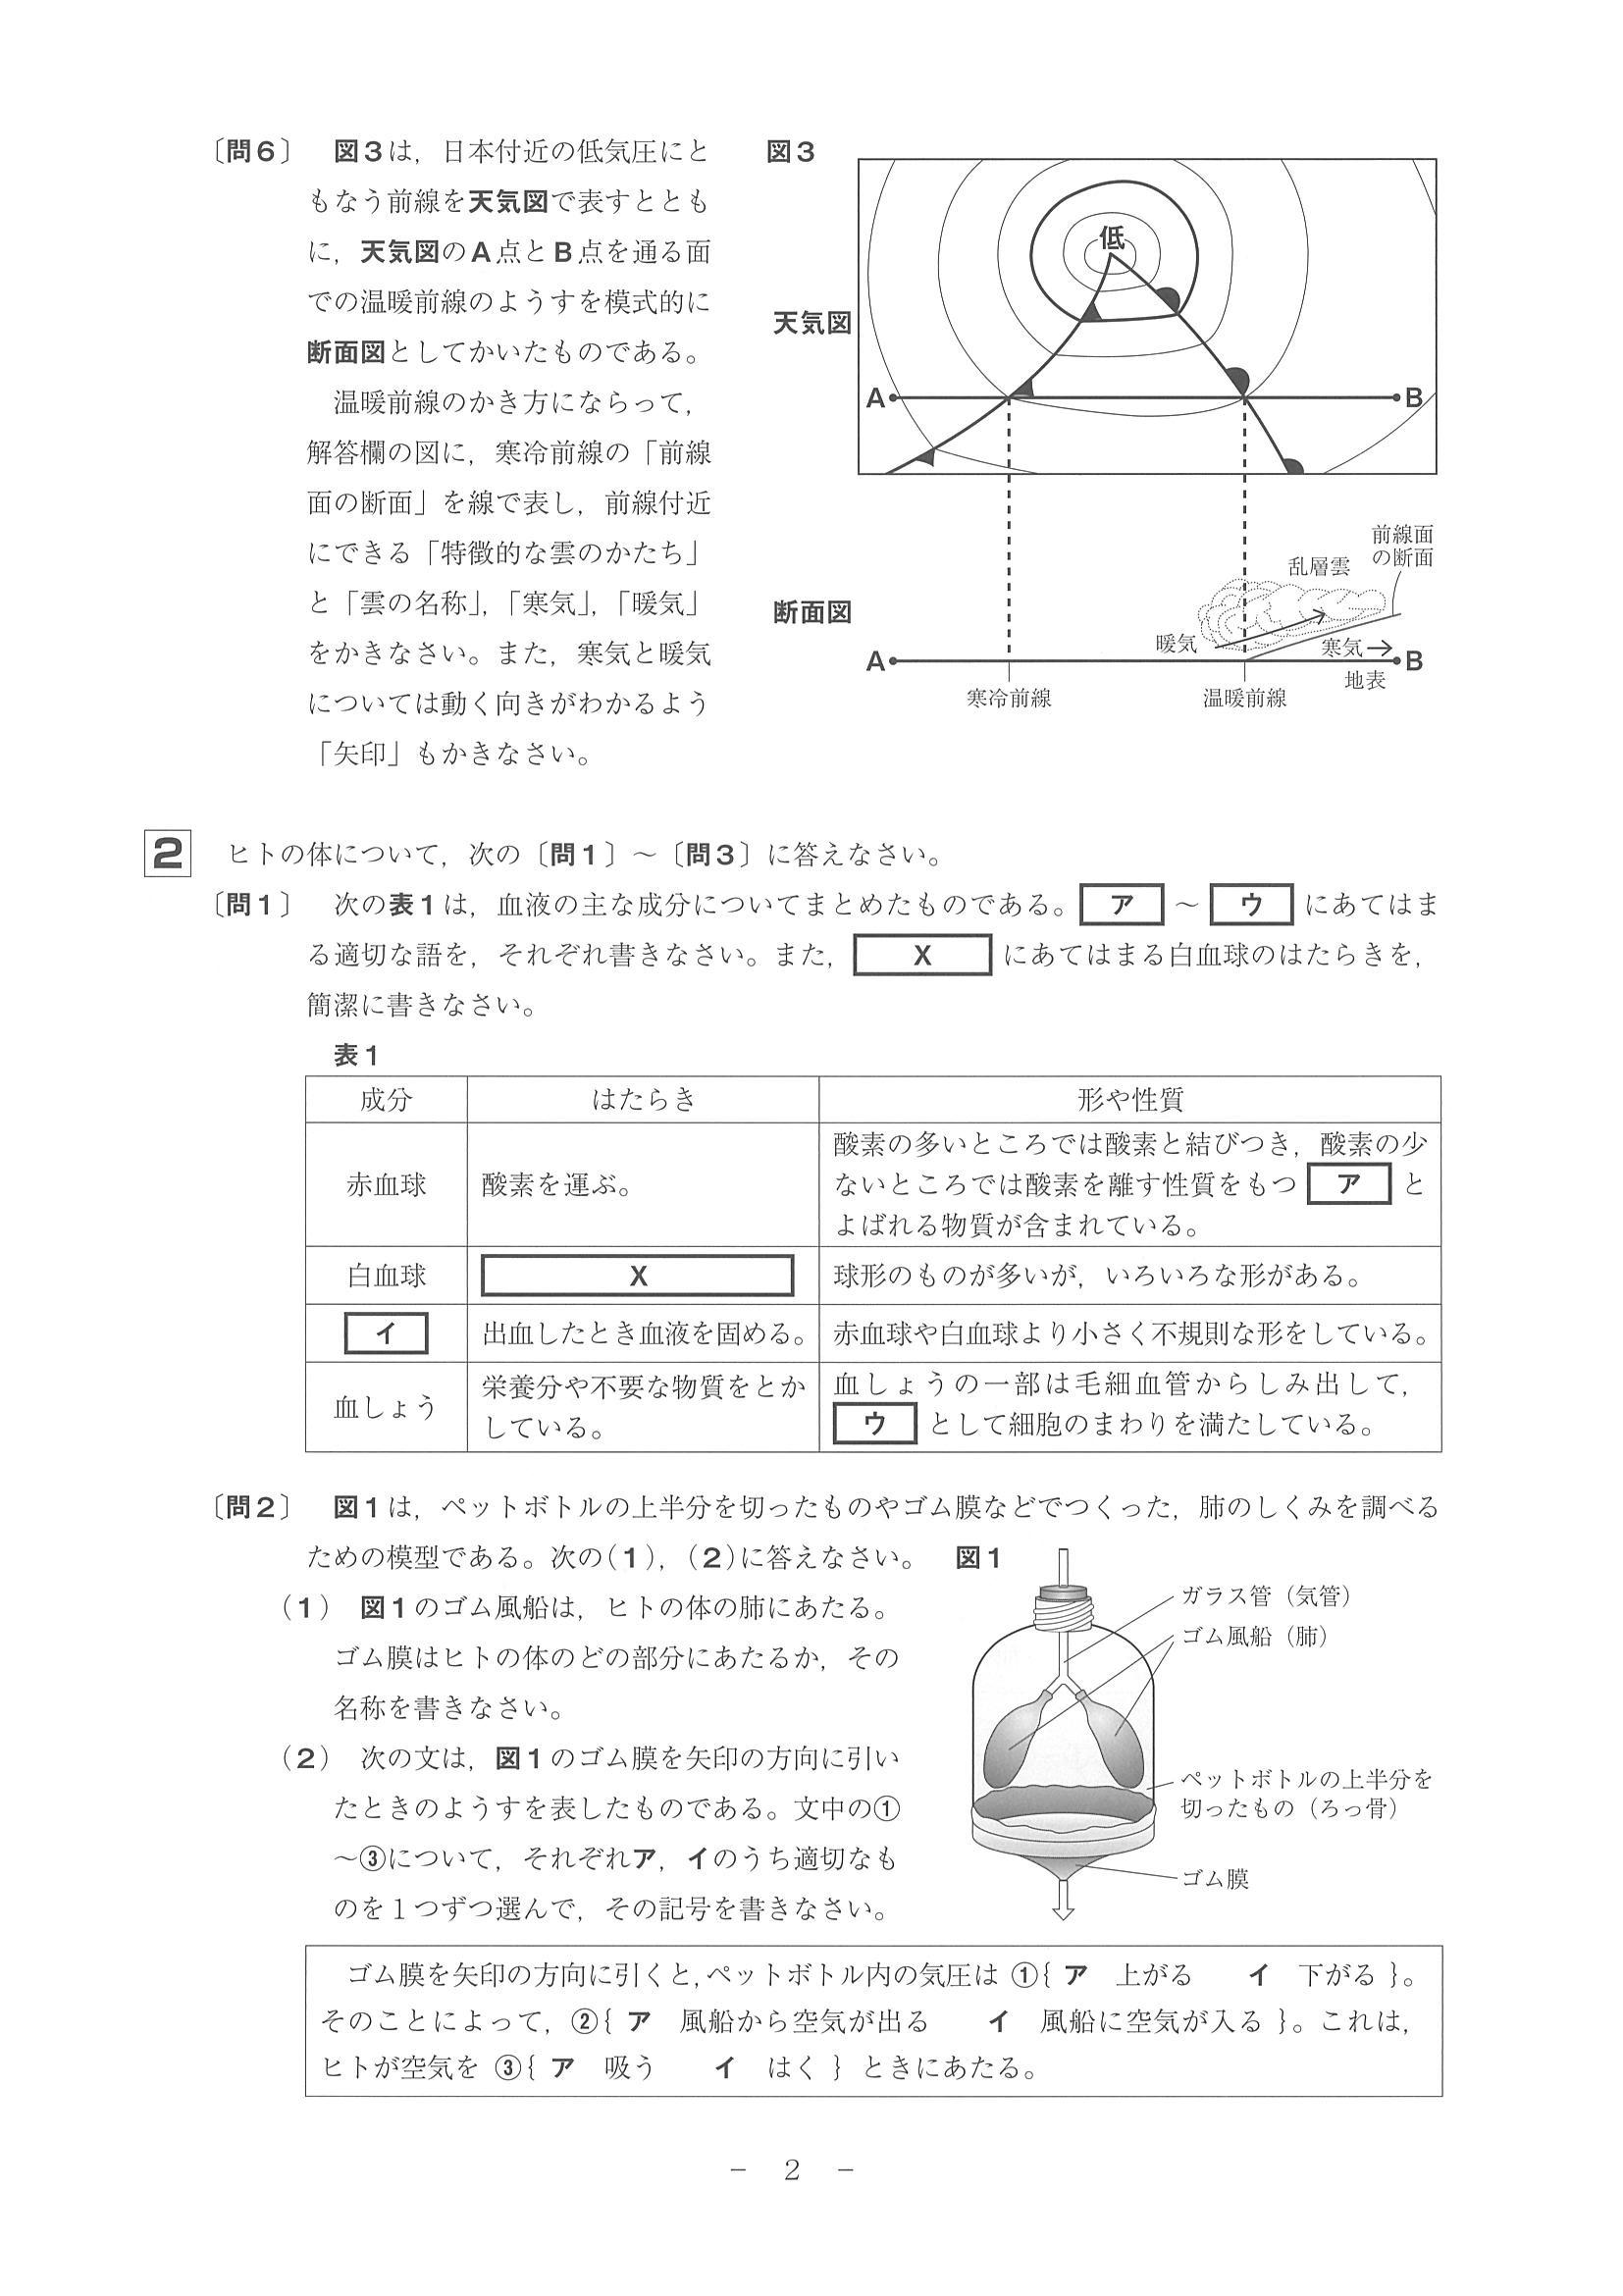 〔問6〕　図3は，日本付近の低気圧にと
もなう前線を天気図で表すととも
に，天気図のA点とB点を通る面
での温暖前線のようすを模式的に
断面図としてかいたものである。
温暖前線のかき方にならって，
解答欄の図に，寒冷前線の「前線
面の断面」を線で表し，前線付近
にできる「特徴的な雲のかたち」
と「雲の名称」，「寒気」，「暖気」
をかきなさい。また，寒気と暖気
については動く向きがわかるよう
「矢印」もかきなさい。
図3
低
天気図
A
B
前線面
の断面
乱層雲
断面図
暖気
寒気
A
B
地表
寒冷前線
温暖前線
2　ヒトの体について，次の〔問1〕～〔問3〕に答えなさい。
〔問1〕　次の表1は，血液の主な成分についてまとめたものである。ア～ウにあてはま
る適切な語を，それぞれ書きなさい。また，Xにあてはまる白血球のはたらきを，
簡潔に書きなさい。
表1
成分　はたらき　形や性質
酸素の多いところでは酸素と結びつき，酸素の少
赤血球　酸素を運ぶ。　ないところでは酸素を離す性質をもつアと
よばれる物質が含まれている。
白血球　X　球形のものが多いが，いろいろな形がある。
イ　出血したとき血液を固める。　赤血球や白血球より小さく不規則な形をしている。
血しょう　栄養分や不要な物質をとか　血しょうの一部は毛細血管からしみ出して，
している。　ウとして細胞のまわりを満たしている。
〔問2〕　図1は，ペットボトルの上半分を切ったものやゴム膜などでつくった，肺のしくみを調べる
ための模型である。次の(1)，(2)に答えなさい。
(1)　図1のゴム風船は，ヒトの体の肺にあたる。
ゴム膜はヒトの体のどの部分にあたるか，その
名称を書きなさい。
(2)　次の文は，図1のゴム膜を矢印の方向に引い
たときのようすを表したものである。文中の①
～③について，それぞれア，イのうち適切なも
のを1つずつ選んで，その記号を書きなさい。
図1
ガラス管（気管）
ゴム風船（肺）
ペットボトルの上半分を
切ったもの（ろっ骨）
ゴム膜
ゴム膜を矢印の方向に引くと，ペットボトル内の気圧は ①{ ア　上がる　　イ　下がる }。
そのことによって，②{ ア　風船から空気が出る　　イ　風船に空気が入る }。これは，
ヒトが空気を ③{ ア　吸う　　イ　はく } ときにあたる。
－　2　－